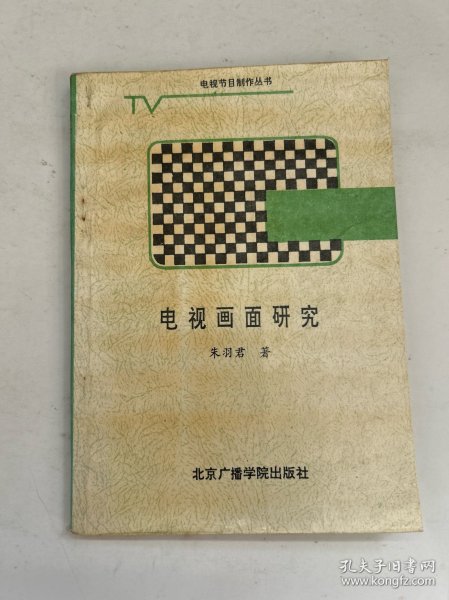 电视节目制作丛书
TV
电视画面研究
朱羽君 著
北京广播学院出版社
孔夫子旧书网
www.kongfz.com